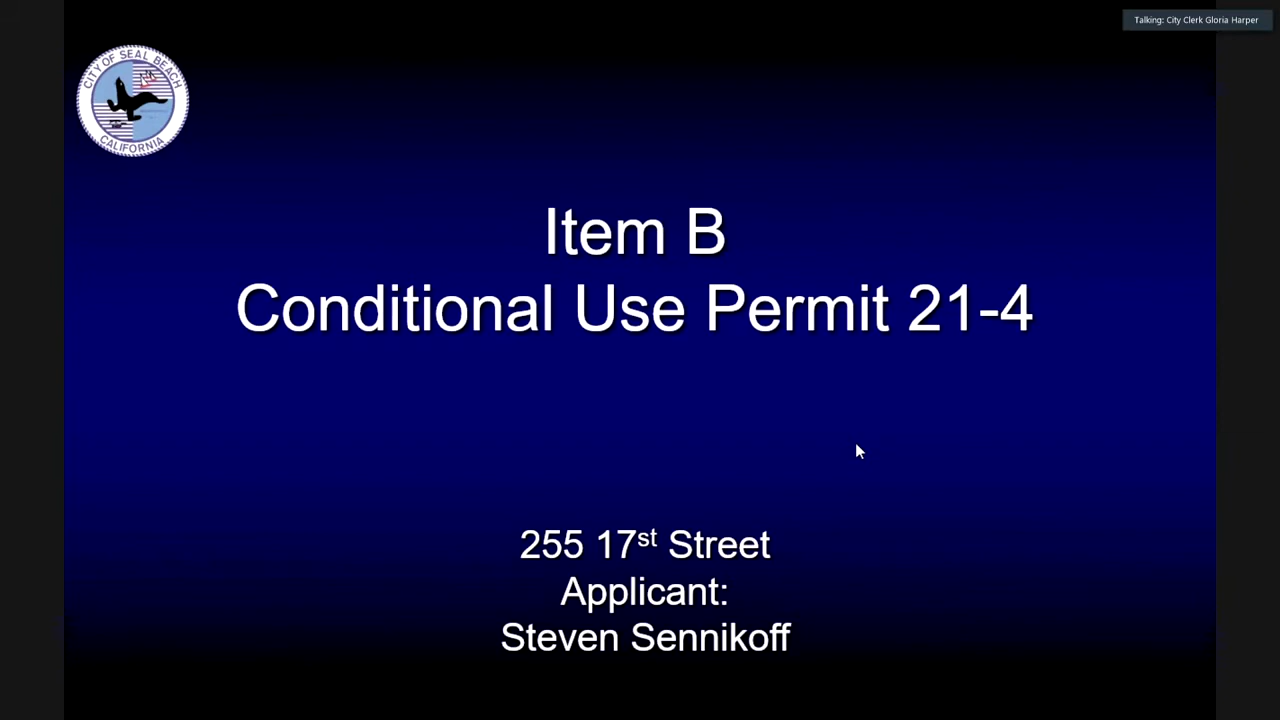 Talking: City Clerk Gloria Harper
CITY OF SEAL BEACH
CALIFORNIA
Item B
Conditional Use Permit 21-4
255 17st Street
Applicant:
Steven Sennikoff